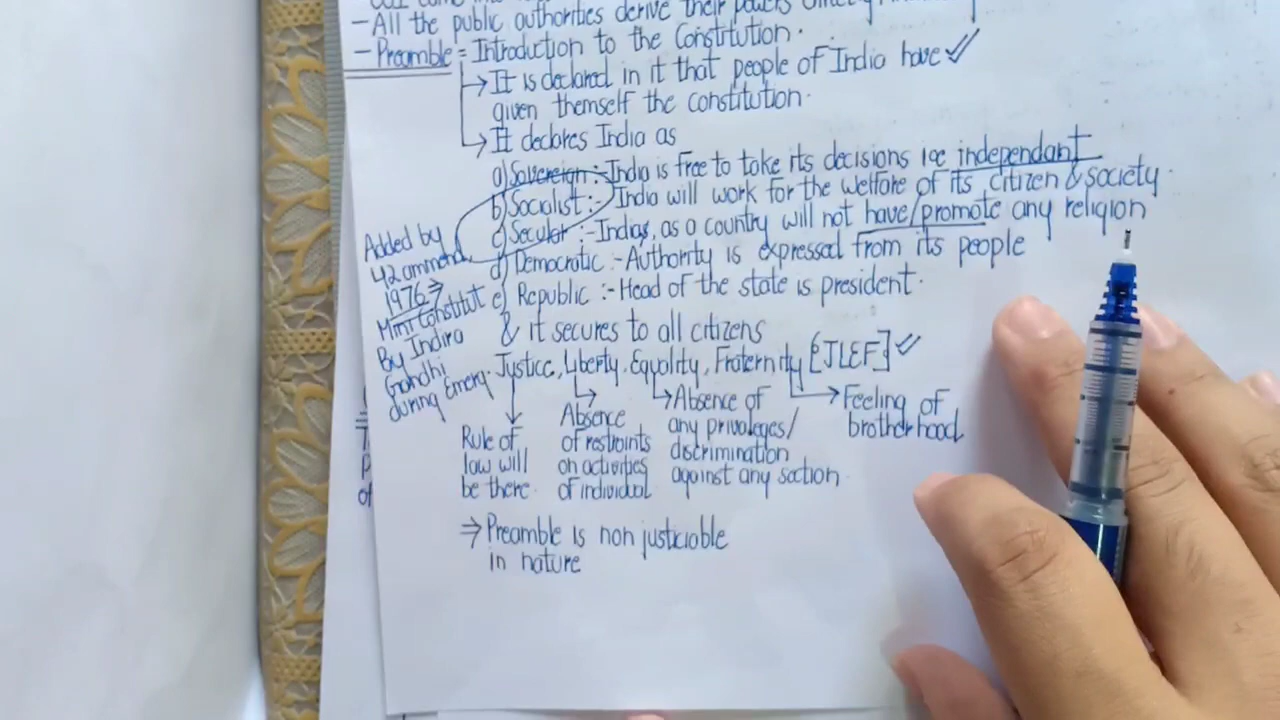 - All the public authorities derive their powers
- Preamble = Introduction to the Constitution.
→ It is declared in it that people of India have
given themself the constitution.
→ It declares India as
a) Sovereign :- India is free to take its decisions ie independant
b) Socialist :- India will work for the welfare of its citizen & society.
c) Secular :- India, as a country will not have/promote any religion
d) Democratic :- Authority is expressed from its people
e) Republic :- Head of the state is president.
Added by
42 ammend.
1976 ⇒
Mini Constitut
By Indira
Gandhi
during Emerg.
& it secures to all citizens
Justice, Liberty, Equality, Fraternity [JLEF]
Rule of
law will
be there.
Absence
of restraints
on activities
of individual
Absence of
any privaleges/
discrimination
against any section.
Feeling of
brotherhood
⇒ Preamble is non justiciable
in nature